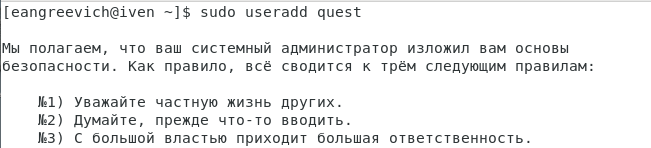 [eangreevich@iven ~]$ sudo useradd quest
Мы полагаем, что ваш системный администратор изложил вам основы
безопасности. Как правило, всё сводится к трём следующим правилам:
№1) Уважайте частную жизнь других.
№2) Думайте, прежде что-то вводить.
№3) С большой властью приходит большая ответственность.